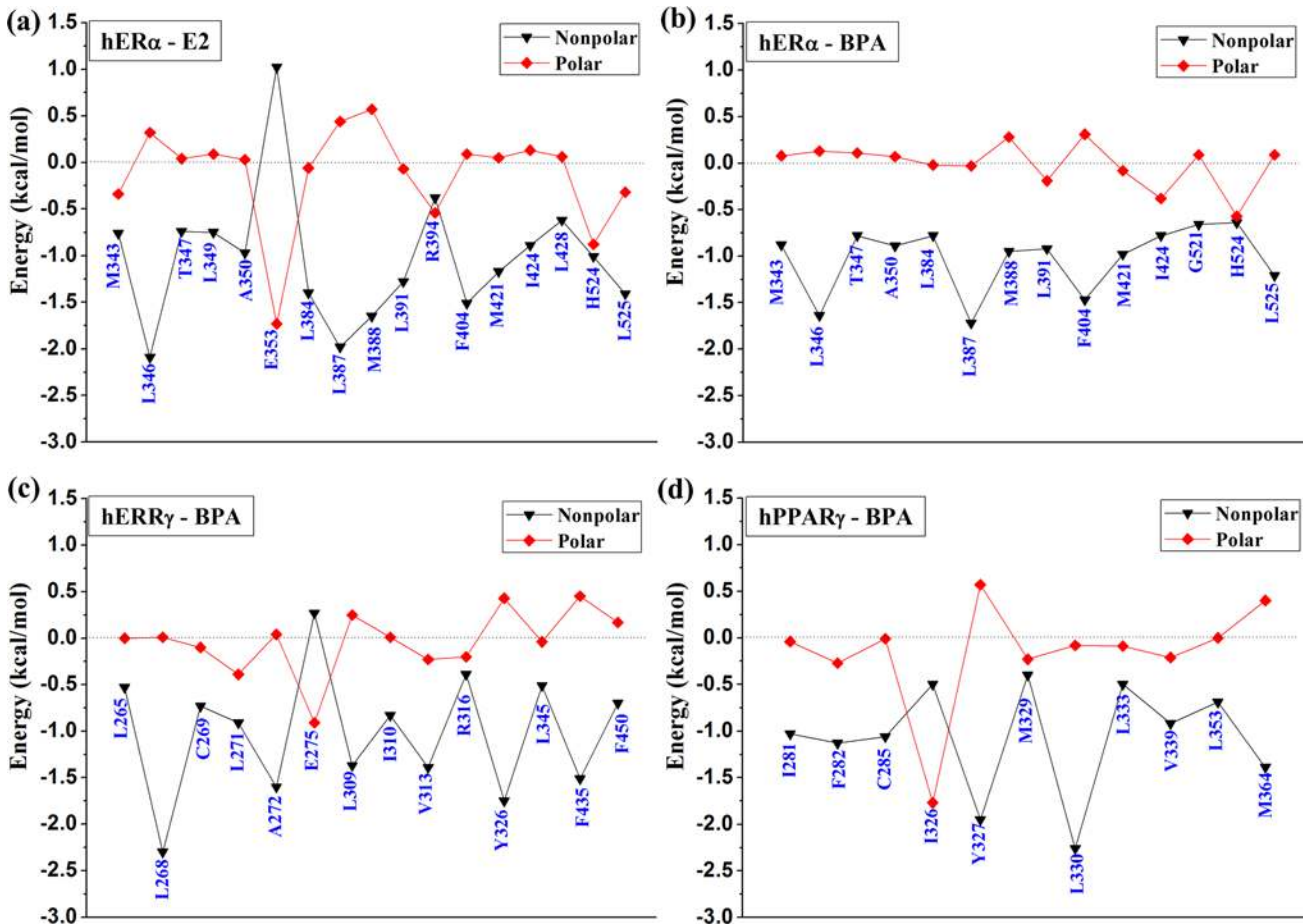 (a)
hERα - E2
Nonpolar
Polar
Energy (kcal/mol)
1.5
1.0
0.5
0.0
-0.5
-1.0
-1.5
-2.0
-2.5
-3.0
M343
L346
T347
L349
A350
E353
L384
L387
M388
L391
R394
F404
M421
I424
L428
H524
L525
(b)
hERα - BPA
Nonpolar
Polar
Energy (kcal/mol)
1.5
1.0
0.5
0.0
-0.5
-1.0
-1.5
-2.0
-2.5
-3.0
M343
L346
T347
A350
L384
L387
M388
L391
F404
M421
I424
G521
H524
L525
(c)
hERRγ - BPA
Nonpolar
Polar
Energy (kcal/mol)
1.5
1.0
0.5
0.0
-0.5
-1.0
-1.5
-2.0
-2.5
-3.0
L265
L268
C269
L271
A272
E275
L309
I310
V313
R316
Y326
L345
F435
F450
(d)
hPPARγ - BPA
Nonpolar
Polar
Energy (kcal/mol)
1.5
1.0
0.5
0.0
-0.5
-1.0
-1.5
-2.0
-2.5
-3.0
I281
F282
C285
I326
Y327
M329
L330
L333
V339
L353
M364